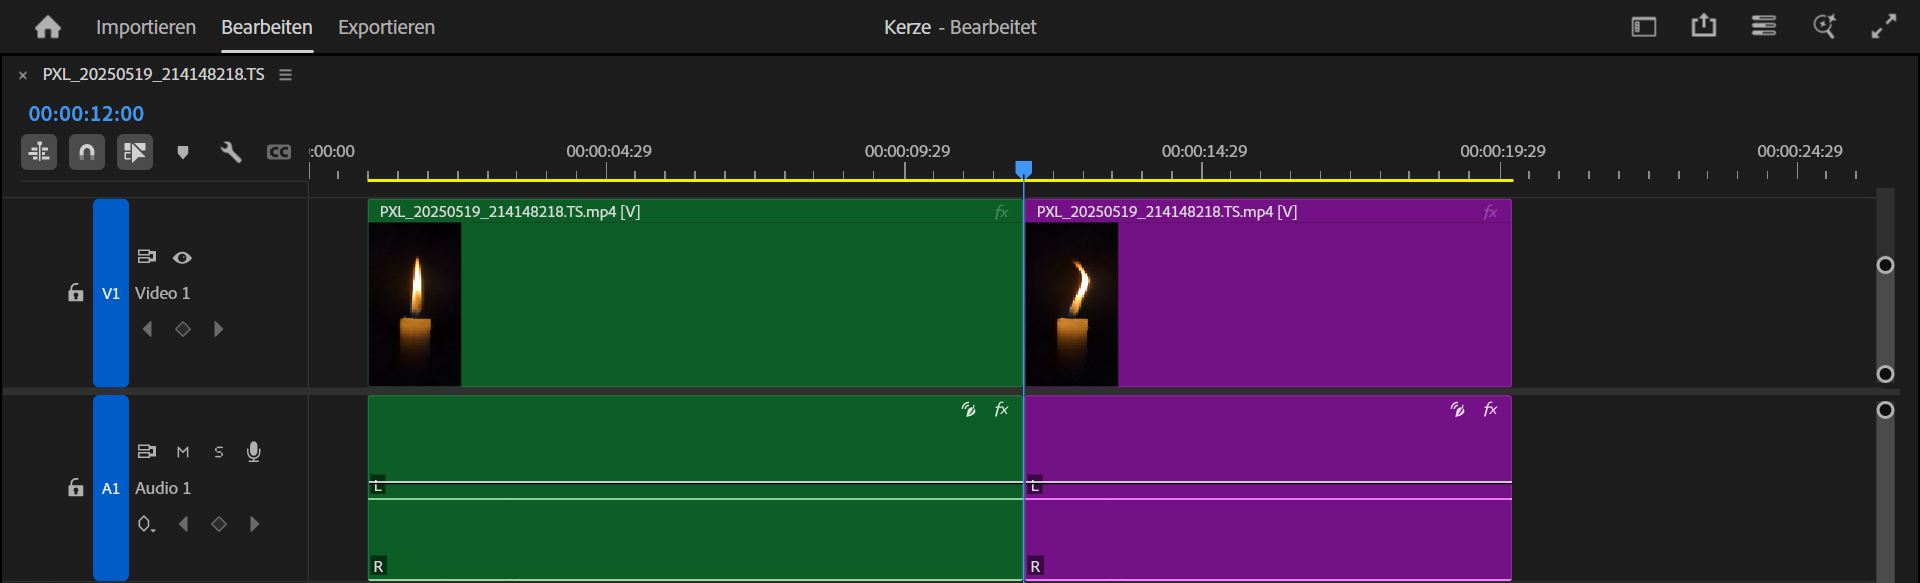 Importieren Bearbeiten Exportieren Kerze - Bearbeitet
× PXL_20250519_214148218.TS
00:00:12:00
CC :00:00 00:00:04:29 00:00:09:29 00:00:14:29 00:00:19:29 00:00:24:29
PXL_20250519_214148218.TS.mp4 [V] fx PXL_20250519_214148218.TS.mp4 [V] fx
V1 Video 1
fx fx
M S
A1 Audio 1
L L
R R